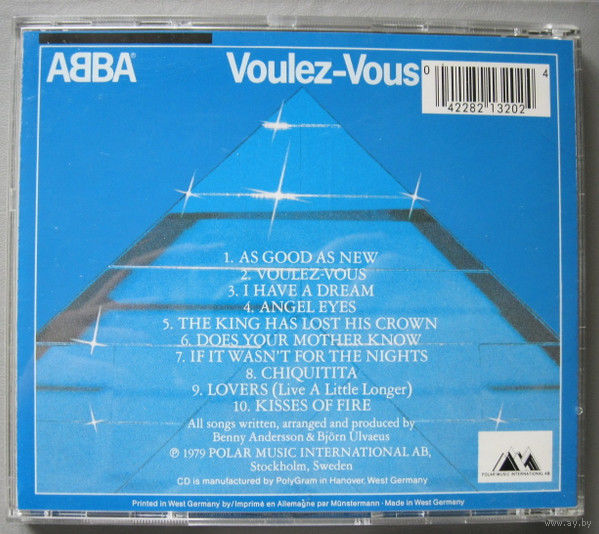 ABBA®
Voulez-Vous
0 42282 13202 4
1. AS GOOD AS NEW
2. VOULEZ-VOUS
3. I HAVE A DREAM
4. ANGEL EYES
5. THE KING HAS LOST HIS CROWN
6. DOES YOUR MOTHER KNOW
7. IF IT WASN'T FOR THE NIGHTS
8. CHIQUITITA
9. LOVERS (Live A Little Longer)
10. KISSES OF FIRE
All songs written, arranged and produced by
Benny Andersson & Björn Ulvaeus
℗ 1979 POLAR MUSIC INTERNATIONAL AB,
Stockholm, Sweden
CD is manufactured by PolyGram in Hanover, West Germany
POLAR MUSIC INTERNATIONAL AB
Printed in West Germany by/Imprimé en Allemagne par Münstermann · Made in West Germany
www.ay.by